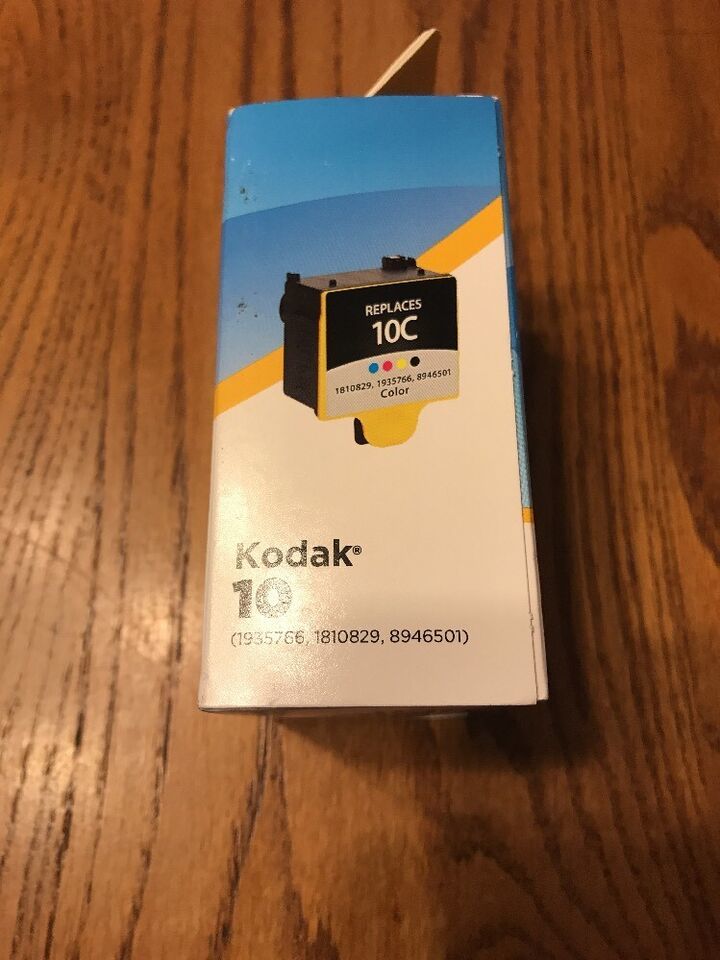 REPLACES
10C
1810829, 1935766, 8946501
Color
Kodak®
10
(1935766, 1810829, 8946501)